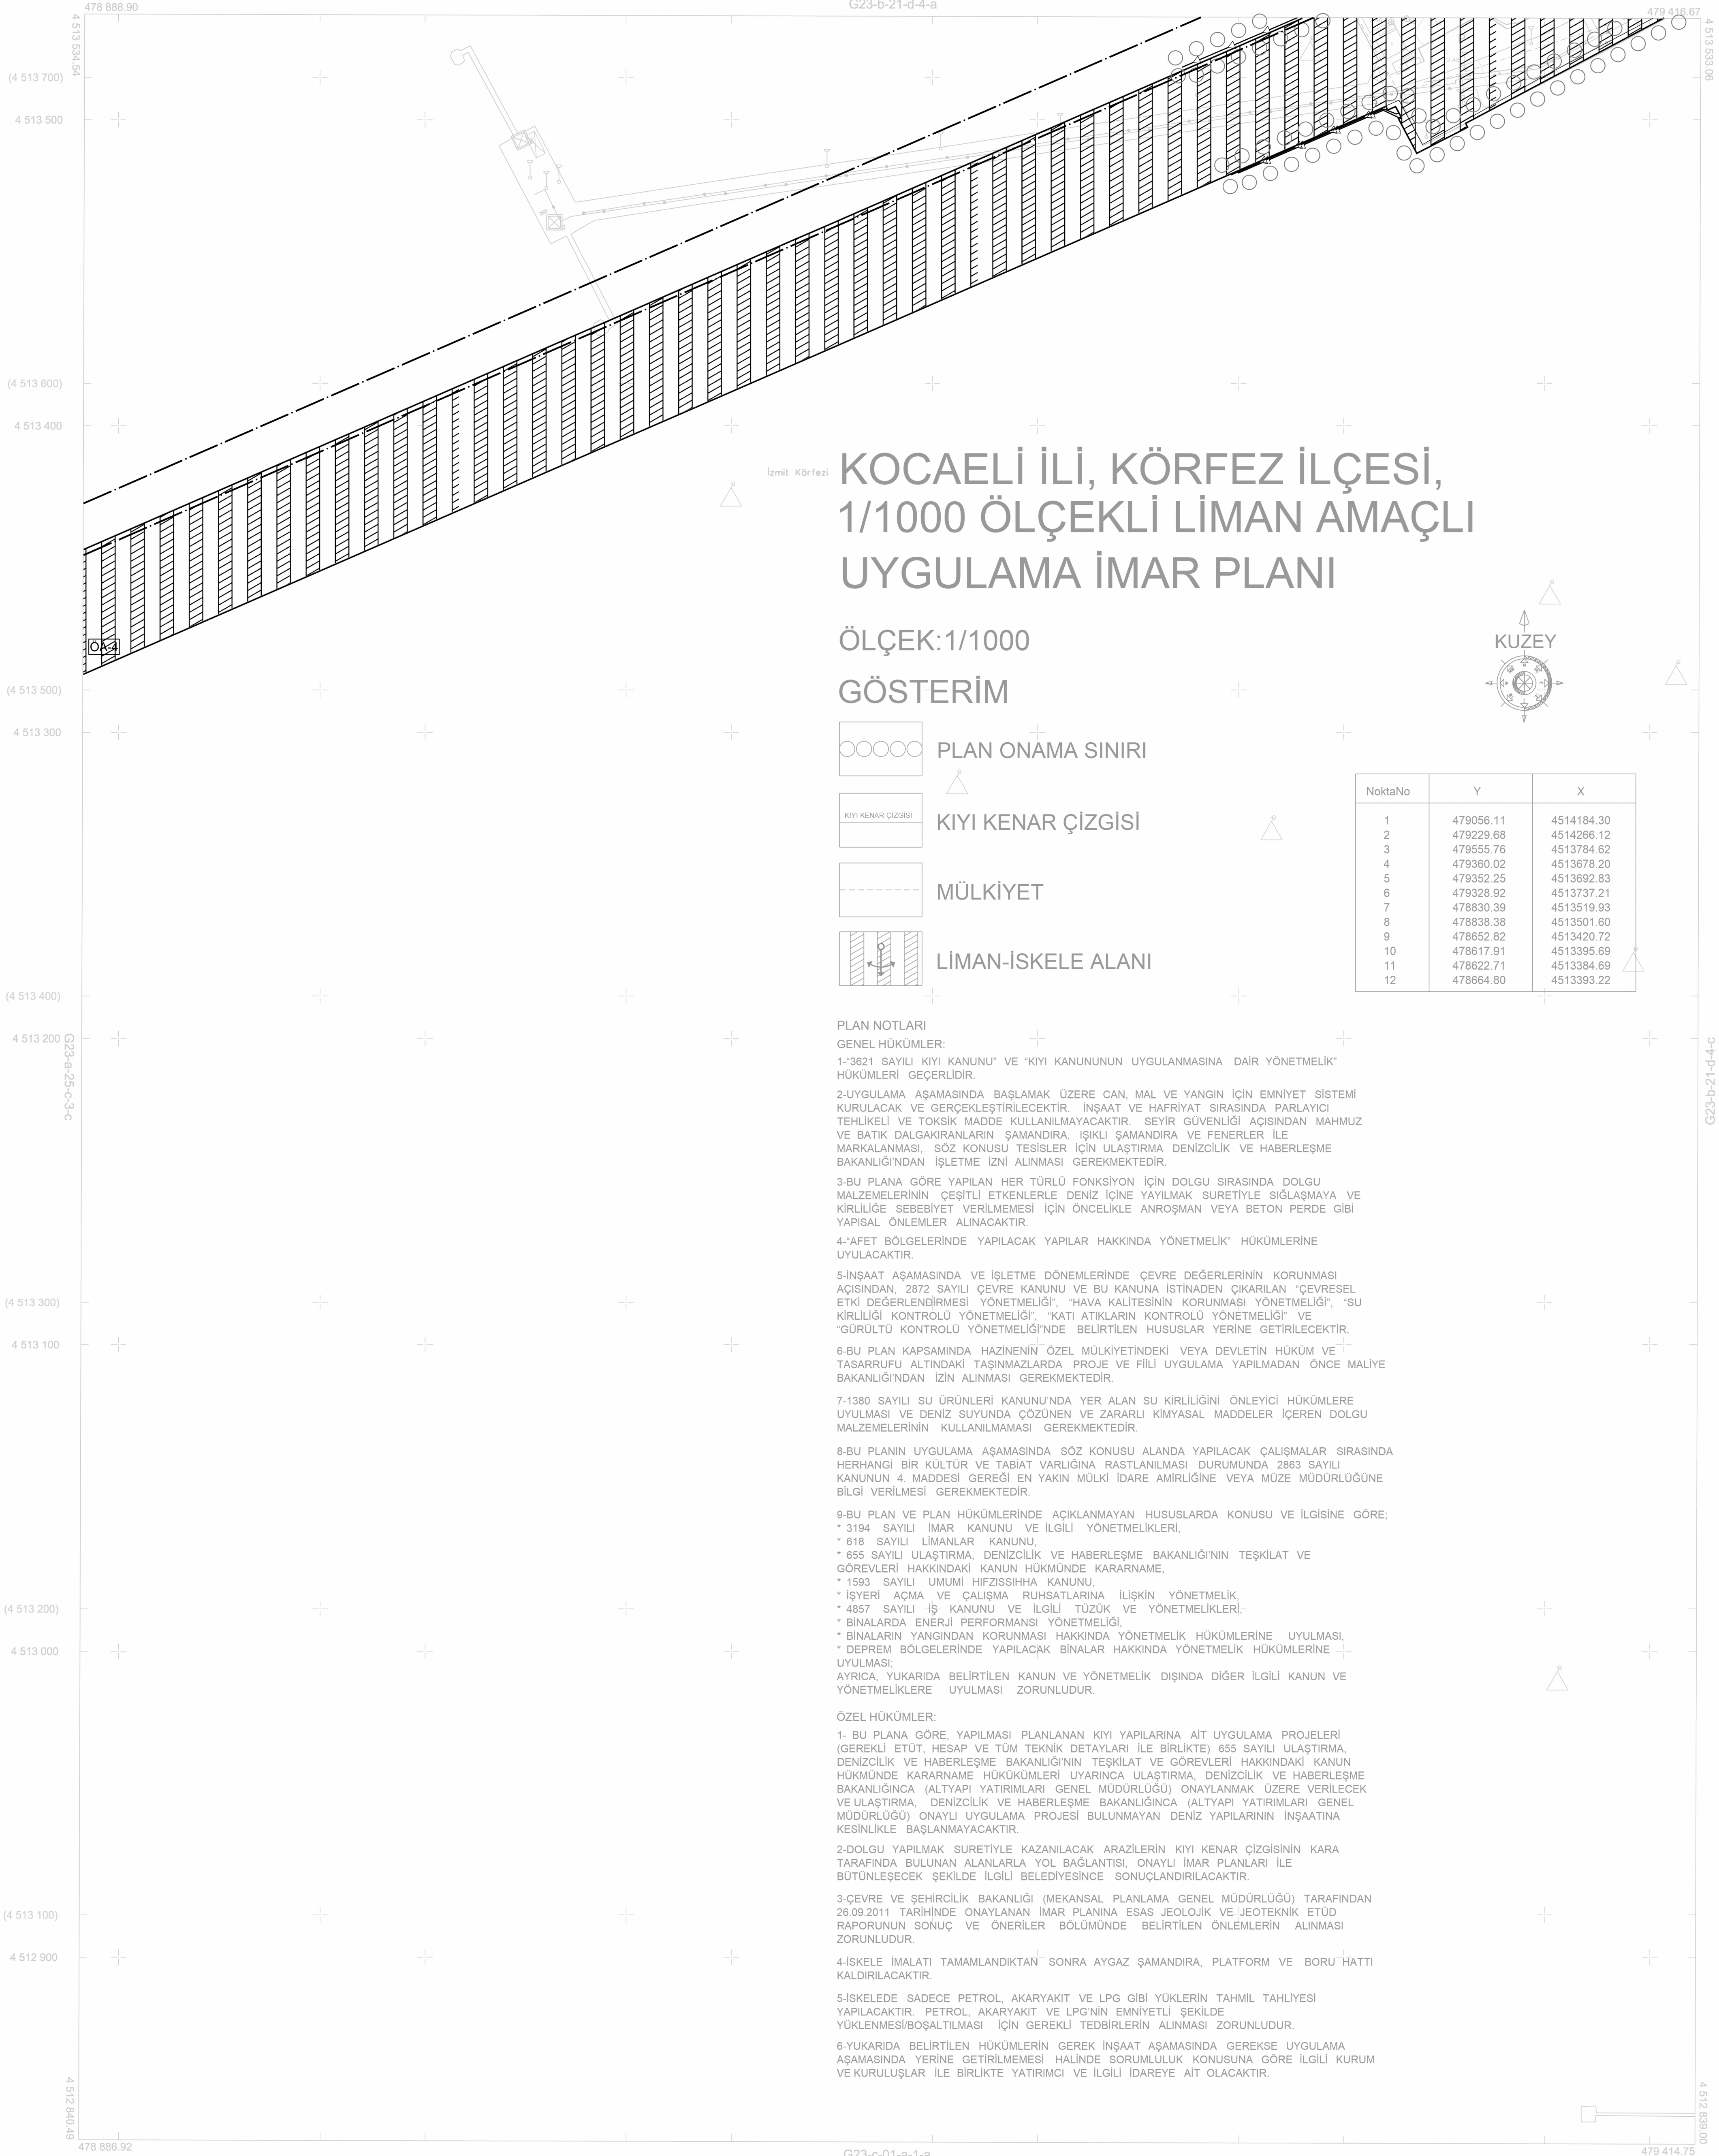 478 888.90
G23-b-21-d-4-a
479 416.67
4 513 534.54
4 513 533.06
(4 513 700)
4 513 500
(4 513 600)
4 513 400
(4 513 500)
4 513 300
(4 513 400)
4 513 200
(4 513 300)
4 513 100
(4 513 200)
4 513 000
(4 513 100)
4 512 900
G23-a-25-c-3-c
G23-b-21-d-4-c
ÖA-4
İzmit Körfezi
KOCAELİ İLİ, KÖRFEZ İLÇESİ,
1/1000 ÖLÇEKLİ LİMAN AMAÇLI
UYGULAMA İMAR PLANI
ÖLÇEK:1/1000
KUZEY
GÖSTERİM
PLAN ONAMA SINIRI
KIYI KENAR ÇİZGİSİ
KIYI KENAR ÇİZGİSİ
MÜLKİYET
LİMAN-İSKELE ALANI
NoktaNo Y X
1 479056.11 4514184.30
2 479229.68 4514266.12
3 479555.76 4513784.62
4 479360.02 4513678.20
5 479352.25 4513692.83
6 479328.92 4513737.21
7 478830.39 4513519.93
8 478838.38 4513501.60
9 478652.82 4513420.72
10 478617.91 4513395.69
11 478622.71 4513384.69
12 478664.80 4513393.22
PLAN NOTLARI
GENEL HÜKÜMLER:
1-“3621 SAYILI KIYI KANUNU” VE “KIYI KANUNUNUN UYGULANMASINA DAİR YÖNETMELİK”
HÜKÜMLERİ GEÇERLİDİR.
2-UYGULAMA AŞAMASINDA BAŞLAMAK ÜZERE CAN, MAL VE YANGIN İÇİN EMNİYET SİSTEMİ
KURULACAK VE GERÇEKLEŞTİRİLECEKTİR. İNŞAAT VE HAFRİYAT SIRASINDA PARLAYICI
TEHLİKELİ VE TOKSİK MADDE KULLANILMAYACAKTIR. SEYİR GÜVENLİĞİ AÇISINDAN MAHMUZ
VE BATIK DALGAKIRANLARIN ŞAMANDIRA, IŞIKLI ŞAMANDIRA VE FENERLER İLE
MARKALANMASI, SÖZ KONUSU TESİSLER İÇİN ULAŞTIRMA DENİZCİLİK VE HABERLEŞME
BAKANLIĞI'NDAN İŞLETME İZNİ ALINMASI GEREKMEKTEDİR.
3-BU PLANA GÖRE YAPILAN HER TÜRLÜ FONKSİYON İÇİN DOLGU SIRASINDA DOLGU
MALZEMELERİNİN ÇEŞİTLİ ETKENLERLE DENİZ İÇİNE YAYILMAK SURETİYLE SIĞLAŞMAYA VE
KİRLİLİĞE SEBEBİYET VERİLMEMESİ İÇİN ÖNCELİKLE ANROŞMAN VEYA BETON PERDE GİBİ
YAPISAL ÖNLEMLER ALINACAKTIR.
4-“AFET BÖLGELERİNDE YAPILACAK YAPILAR HAKKINDA YÖNETMELİK” HÜKÜMLERİNE
UYULACAKTIR.
5-İNŞAAT AŞAMASINDA VE İŞLETME DÖNEMLERİNDE ÇEVRE DEĞERLERİNİN KORUNMASI
AÇISINDAN, 2872 SAYILI ÇEVRE KANUNU VE BU KANUNA İSTİNADEN ÇIKARILAN “ÇEVRESEL
ETKİ DEĞERLENDİRMESİ YÖNETMELİĞİ”, “HAVA KALİTESİNİN KORUNMASI YÖNETMELİĞİ”, “SU
KİRLİLİĞİ KONTROLÜ YÖNETMELİĞİ”, “KATI ATIKLARIN KONTROLÜ YÖNETMELİĞİ” VE
“GÜRÜLTÜ KONTROLÜ YÖNETMELİĞİ”NDE BELİRTİLEN HUSUSLAR YERİNE GETİRİLECEKTİR.
6-BU PLAN KAPSAMINDA HAZİNENİN ÖZEL MÜLKİYETİNDEKİ VEYA DEVLETİN HÜKÜM VE
TASARRUFU ALTINDAKİ TAŞINMAZLARDA PROJE VE FİİLİ UYGULAMA YAPILMADAN ÖNCE MALİYE
BAKANLIĞI'NDAN İZİN ALINMASI GEREKMEKTEDİR.
7-1380 SAYILI SU ÜRÜNLERİ KANUNU'NDA YER ALAN SU KİRLİLİĞİNİ ÖNLEYİCİ HÜKÜMLERE
UYULMASI VE DENİZ SUYUNDA ÇÖZÜNEN VE ZARARLI KİMYASAL MADDELER İÇEREN DOLGU
MALZEMELERİNİN KULLANILMAMASI GEREKMEKTEDİR.
8-BU PLANIN UYGULAMA AŞAMASINDA SÖZ KONUSU ALANDA YAPILACAK ÇALIŞMALAR SIRASINDA
HERHANGİ BİR KÜLTÜR VE TABİAT VARLIĞINA RASTLANILMASI DURUMUNDA 2863 SAYILI
KANUNUN 4. MADDESİ GEREĞİ EN YAKIN MÜLKİ İDARE AMİRLİĞİNE VEYA MÜZE MÜDÜRLÜĞÜNE
BİLGİ VERİLMESİ GEREKMEKTEDİR.
9-BU PLAN VE PLAN HÜKÜMLERİNDE AÇIKLANMAYAN HUSUSLARDA KONUSU VE İLGİSİNE GÖRE;
* 3194 SAYILI İMAR KANUNU VE İLGİLİ YÖNETMELİKLERİ,
* 618 SAYILI LİMANLAR KANUNU,
* 655 SAYILI ULAŞTIRMA, DENİZCİLİK VE HABERLEŞME BAKANLIĞI'NIN TEŞKİLAT VE
GÖREVLERİ HAKKINDAKİ KANUN HÜKMÜNDE KARARNAME,
* 1593 SAYILI UMUMİ HIFZISSIHHA KANUNU,
* İŞYERİ AÇMA VE ÇALIŞMA RUHSATLARINA İLİŞKİN YÖNETMELİK,
* 4857 SAYILI İŞ KANUNU VE İLGİLİ TÜZÜK VE YÖNETMELİKLERİ,
* BİNALARDA ENERJİ PERFORMANSI YÖNETMELİĞİ,
* BİNALARIN YANGINDAN KORUNMASI HAKKINDA YÖNETMELİK HÜKÜMLERİNE UYULMASI,
* DEPREM BÖLGELERİNDE YAPILACAK BİNALAR HAKKINDA YÖNETMELİK HÜKÜMLERİNE
UYULMASI;
AYRICA, YUKARIDA BELİRTİLEN KANUN VE YÖNETMELİK DIŞINDA DİĞER İLGİLİ KANUN VE
YÖNETMELİKLERE UYULMASI ZORUNLUDUR.
ÖZEL HÜKÜMLER:
1- BU PLANA GÖRE, YAPILMASI PLANLANAN KIYI YAPILARINA AİT UYGULAMA PROJELERİ
(GEREKLİ ETÜT, HESAP VE TÜM TEKNİK DETAYLARI İLE BİRLİKTE) 655 SAYILI ULAŞTIRMA,
DENİZCİLİK VE HABERLEŞME BAKANLIĞI'NIN TEŞKİLAT VE GÖREVLERİ HAKKINDAKİ KANUN
HÜKMÜNDE KARARNAME HÜKÜKÜMLERİ UYARINCA ULAŞTIRMA, DENİZCİLİK VE HABERLEŞME
BAKANLIĞINCA (ALTYAPI YATIRIMLARI GENEL MÜDÜRLÜĞÜ) ONAYLANMAK ÜZERE VERİLECEK
VE ULAŞTIRMA, DENİZCİLİK VE HABERLEŞME BAKANLIĞINCA (ALTYAPI YATIRIMLARI GENEL
MÜDÜRLÜĞÜ) ONAYLI UYGULAMA PROJESİ BULUNMAYAN DENİZ YAPILARININ İNŞAATINA
KESİNLİKLE BAŞLANMAYACAKTIR.
2-DOLGU YAPILMAK SURETİYLE KAZANILACAK ARAZİLERİN KIYI KENAR ÇİZGİSİNİN KARA
TARAFINDA BULUNAN ALANLARLA YOL BAĞLANTISI, ONAYLI İMAR PLANLARI İLE
BÜTÜNLEŞECEK ŞEKİLDE İLGİLİ BELEDİYESİNCE SONUÇLANDIRILACAKTIR.
3-ÇEVRE VE ŞEHİRCİLİK BAKANLIĞI (MEKANSAL PLANLAMA GENEL MÜDÜRLÜĞÜ) TARAFINDAN
26.09.2011 TARİHİNDE ONAYLANAN İMAR PLANINA ESAS JEOLOJİK VE JEOTEKNİK ETÜD
RAPORUNUN SONUÇ VE ÖNERİLER BÖLÜMÜNDE BELİRTİLEN ÖNLEMLERİN ALINMASI
ZORUNLUDUR.
4-İSKELE İMALATI TAMAMLANDIKTAN SONRA AYGAZ ŞAMANDIRA, PLATFORM VE BORU HATTI
KALDIRILACAKTIR.
5-İSKELEDE SADECE PETROL, AKARYAKIT VE LPG GİBİ YÜKLERİN TAHMİL TAHLİYESİ
YAPILACAKTIR. PETROL, AKARYAKIT VE LPG'NİN EMNİYETLİ ŞEKİLDE
YÜKLENMESİ/BOŞALTILMASI İÇİN GEREKLİ TEDBİRLERİN ALINMASI ZORUNLUDUR.
6-YUKARIDA BELİRTİLEN HÜKÜMLERİN GEREK İNŞAAT AŞAMASINDA GEREKSE UYGULAMA
AŞAMASINDA YERİNE GETİRİLMEMESİ HALİNDE SORUMLULUK KONUSUNA GÖRE İLGİLİ KURUM
VE KURULUŞLAR İLE BİRLİKTE YATIRIMCI VE İLGİLİ İDAREYE AİT OLACAKTIR.
4 512 840.49
4 512 839.00
478 886.92
G23-c-01-a-1-a
479 414.75